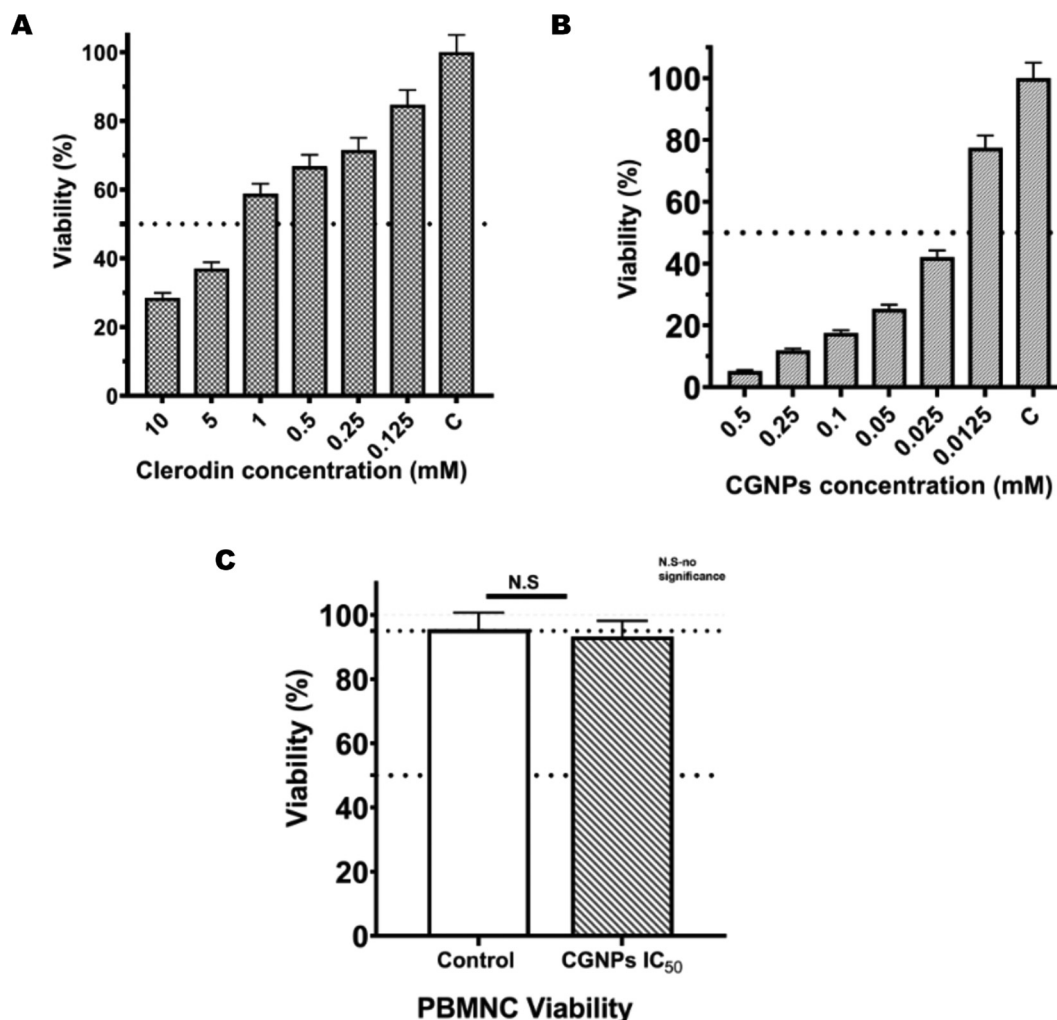 A
Viability (%)
100
80
60
40
20
0
10
5
1
0.5
0.25
0.125
C
Clerodin concentration (mM)
B
Viability (%)
100
80
60
40
20
0
0.5
0.25
0.1
0.05
0.025
0.0125
C
CGNPs concentration (mM)
C
N.S
N.S-no
significance
Viability (%)
100
80
60
40
20
0
Control
CGNPs IC50
PBMNC Viability